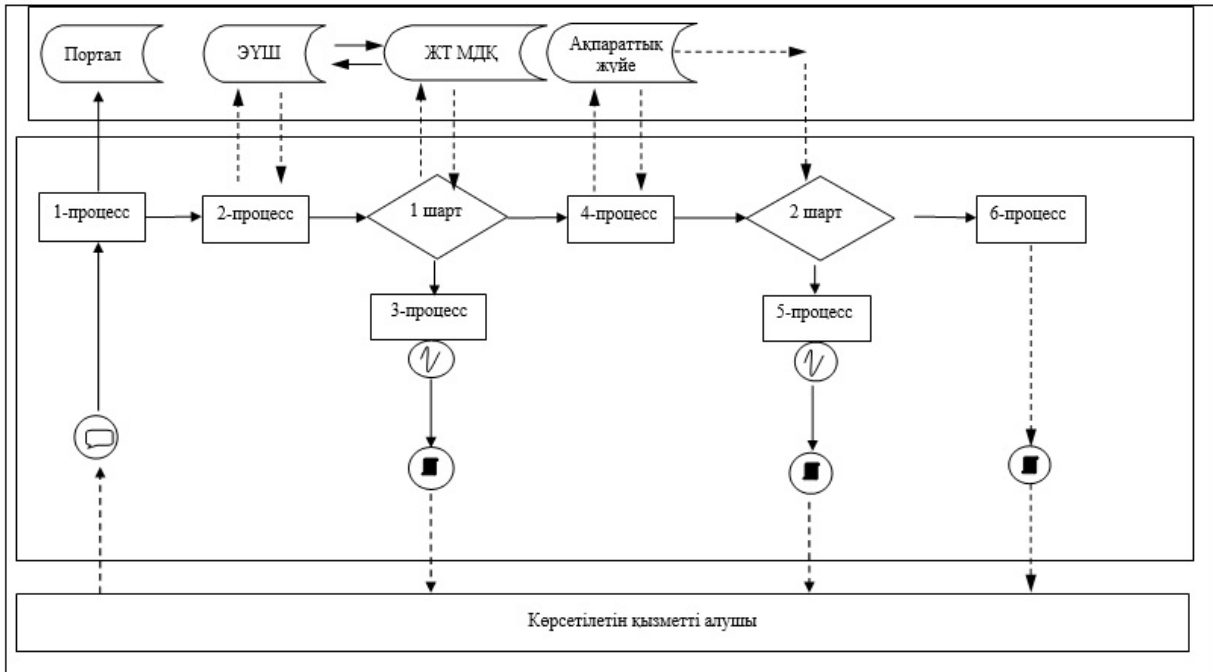 Портал
ЭҮШ
ЖТ МДҚ
Ақпараттық
жүйе
1-процесс
2-процесс
1 шарт
4-процесс
2 шарт
6-процесс
3-процесс
5-процесс
Көрсетілетін қызметті алушы